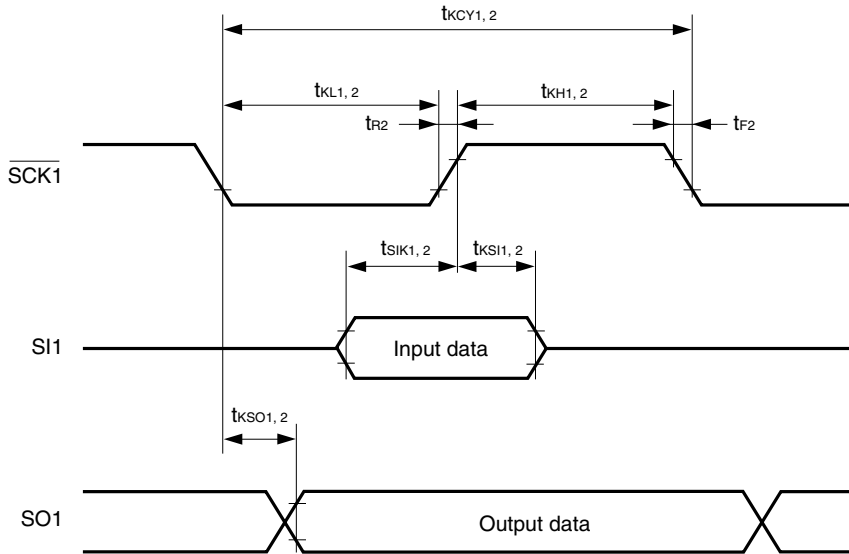 tKCY1, 2
tKL1, 2
tKH1, 2
tR2
tF2
SCK1
tSIK1, 2
tKSI1, 2
SI1
Input data
tKSO1, 2
SO1
Output data